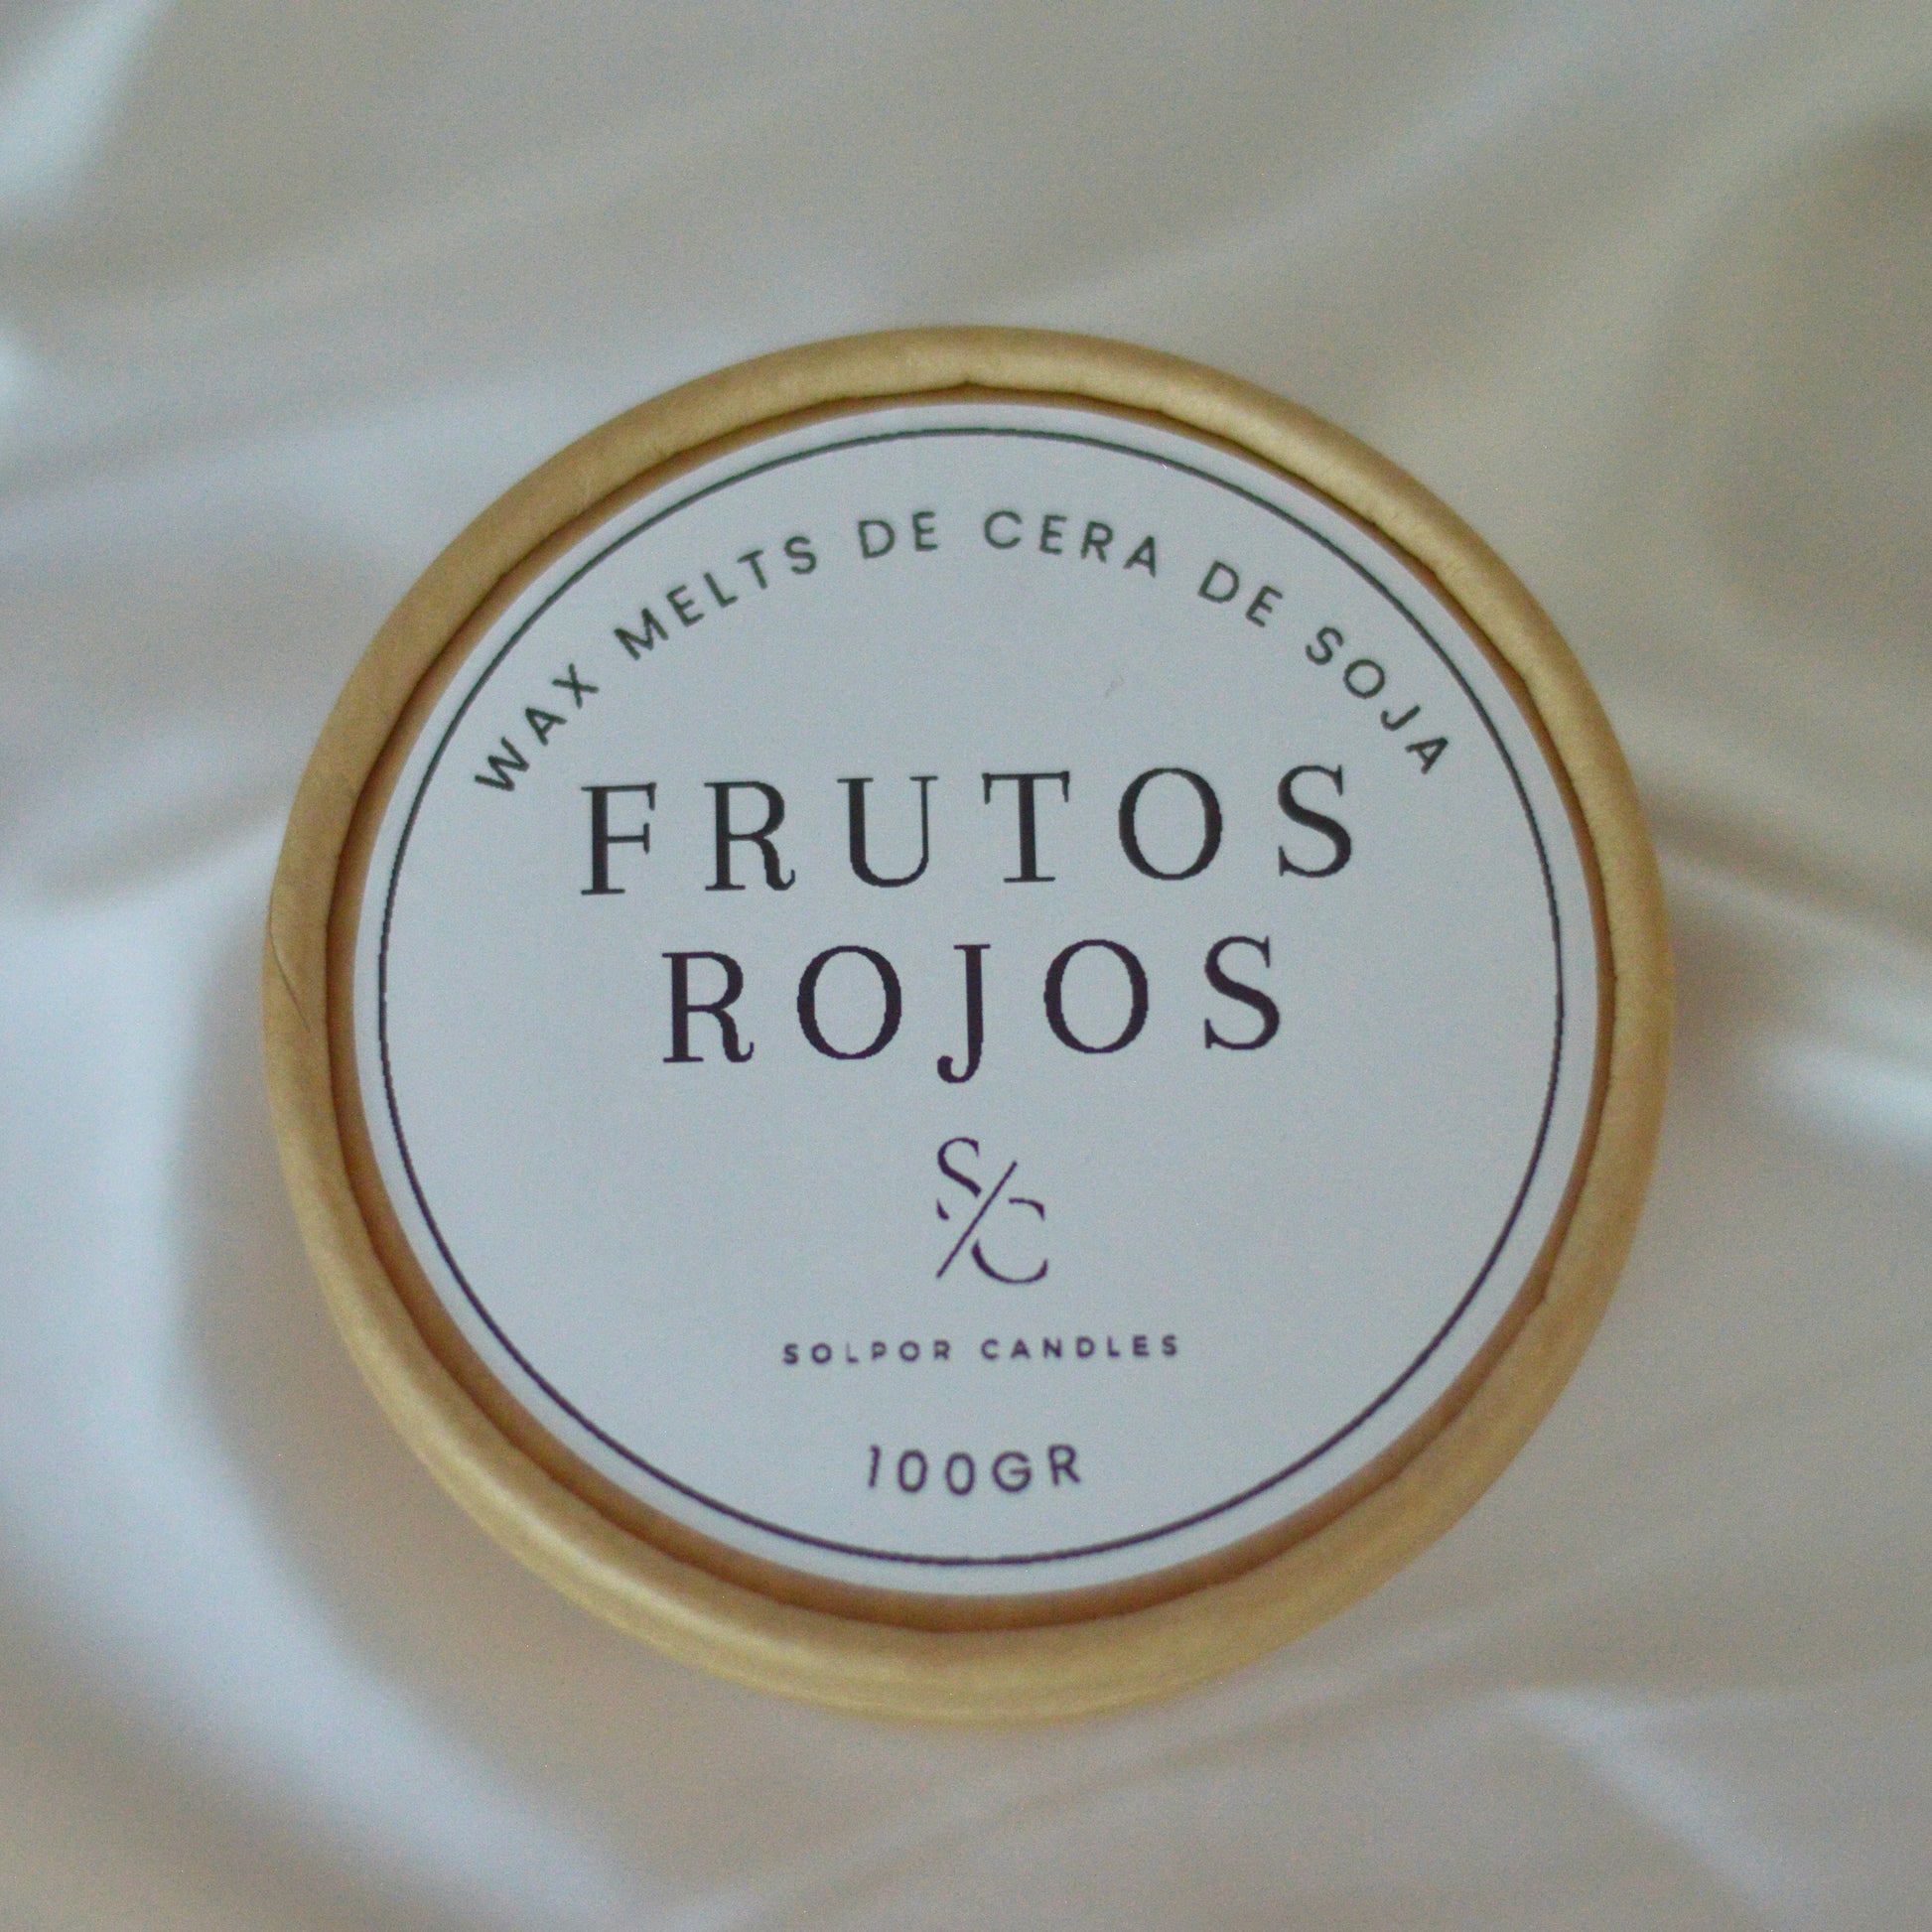 WAX MELTS DE CERA DE SOJA
FRUTOS
ROJOS
S/C
SOLPOR CANDLES
100GR